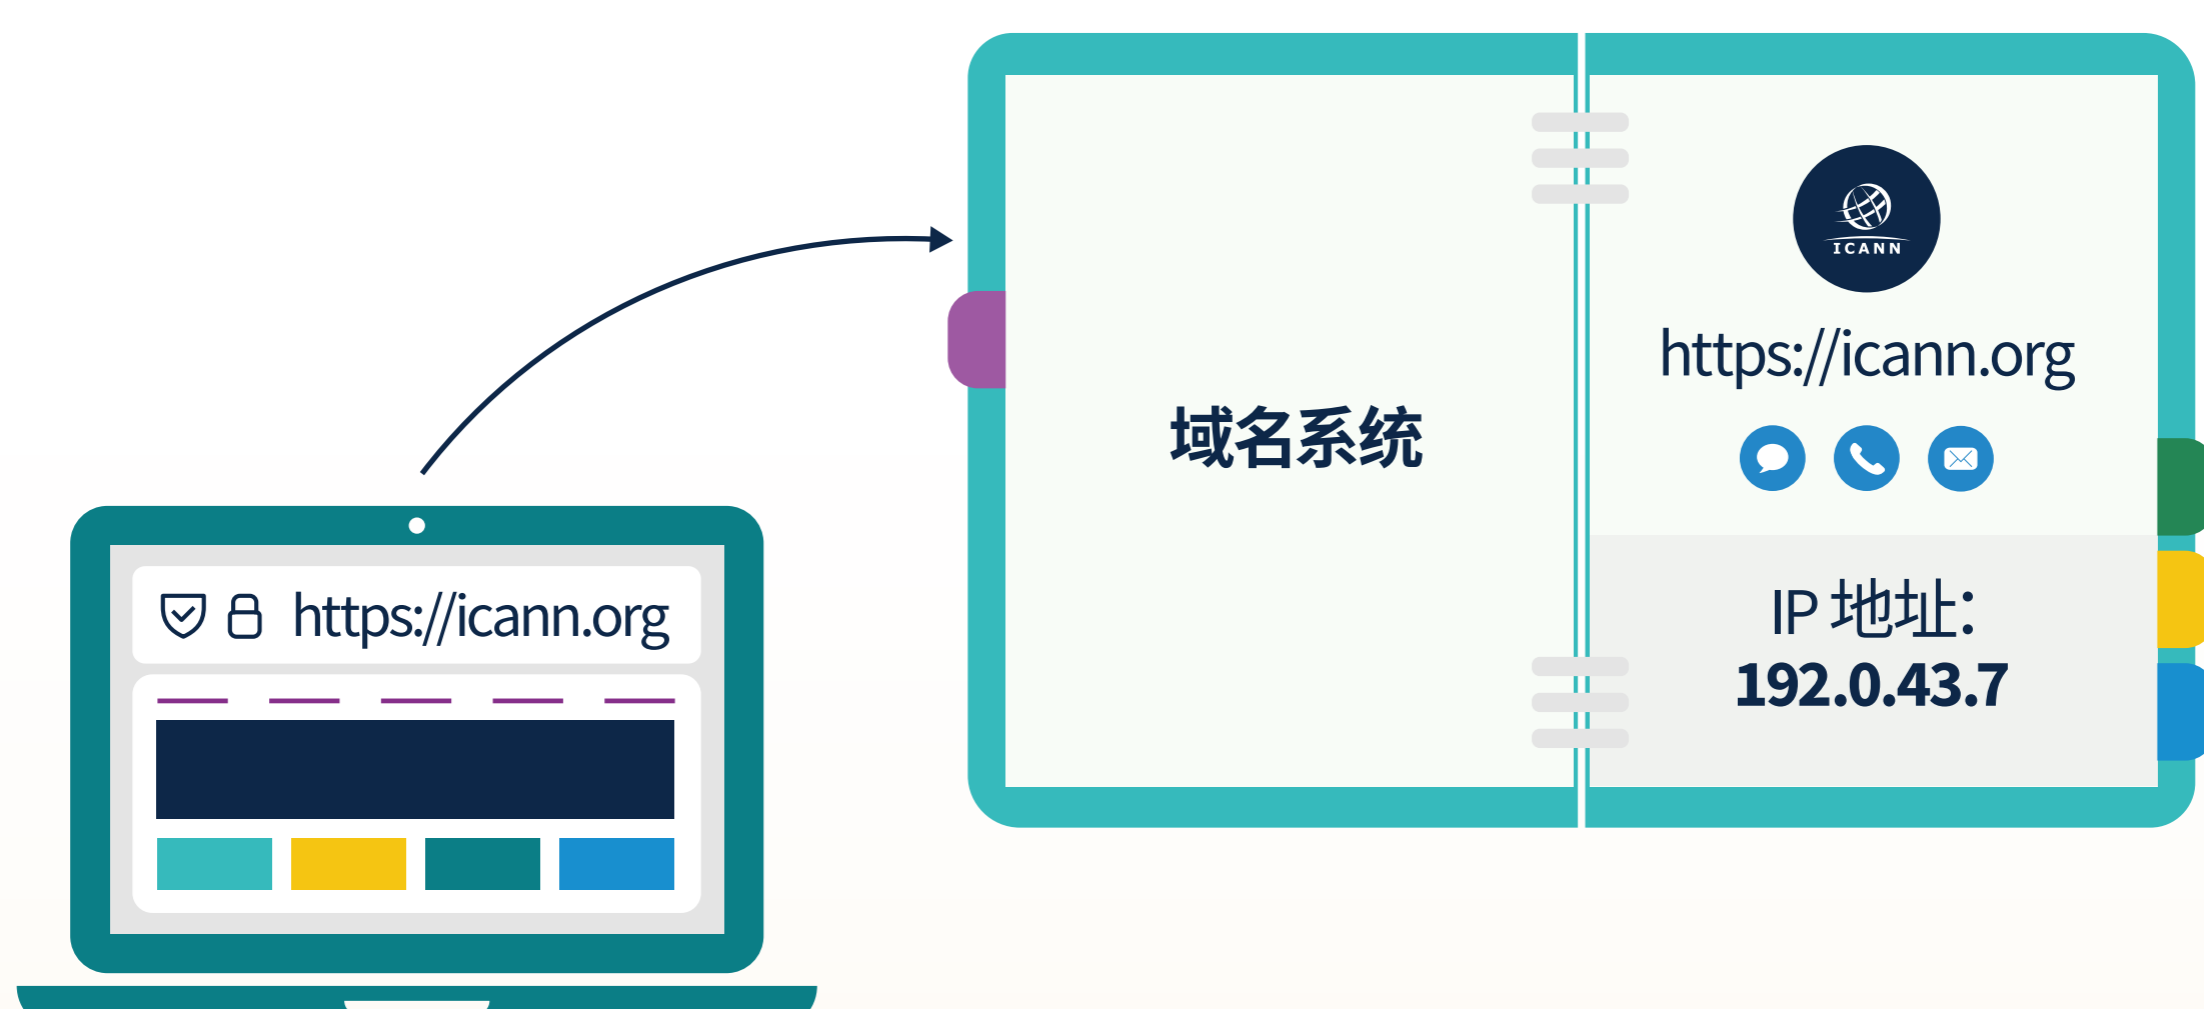 https://icann.org
域名系统
ICANN
https://icann.org
IP 地址：
192.0.43.7